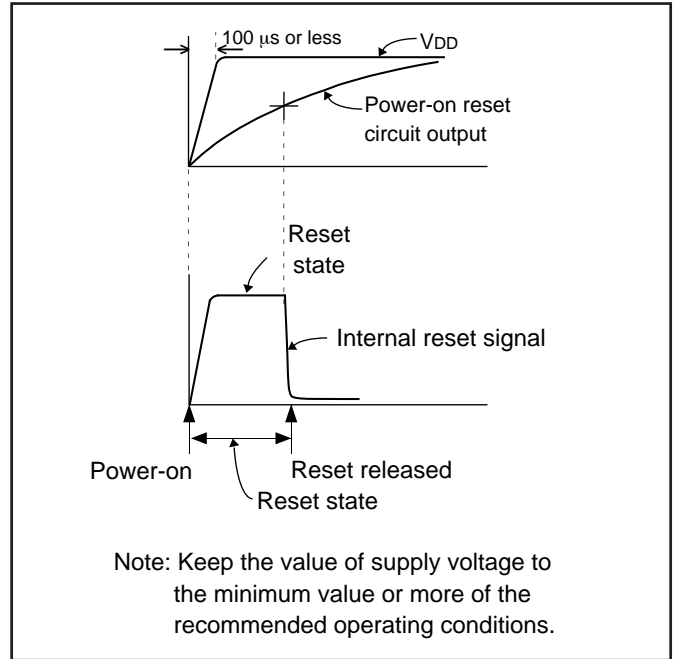 100 µs or less
VDD
Power-on reset
circuit output
Reset
state
Internal reset signal
Power-on
Reset released
Reset state
Note: Keep the value of supply voltage to
the minimum value or more of the
recommended operating conditions.